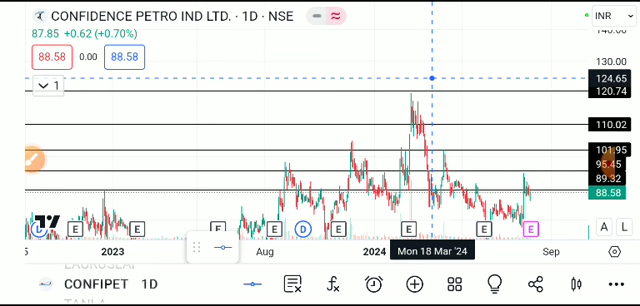 CONFIDENCE PETRO IND LTD. · 1D · NSE
INR
87.85 +0.62 (+0.70%)
140.00
88.58 0.00 88.58
130.00
1
124.65
120.74
110.02
101.95
95.45
89.32
88.58
E E E E D E E E E
A L
2023 Aug 2024 Mon 18 Mar '24 Sep
LAURUSLABS
CONFIPET 1D
TANLA